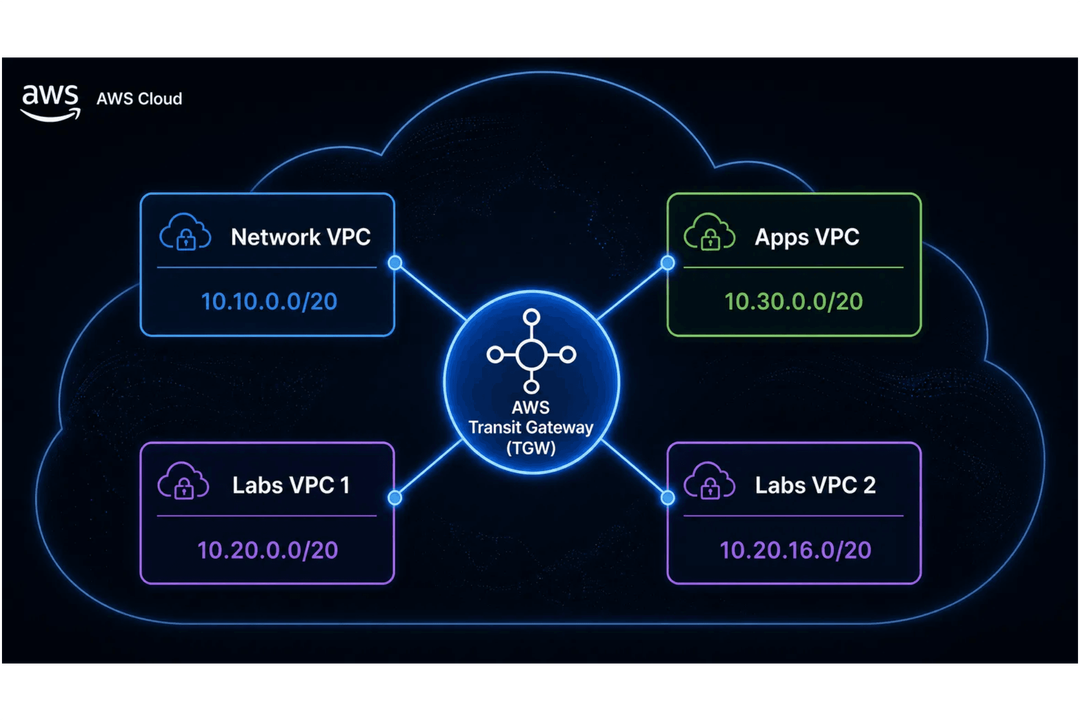 aws
AWS Cloud
Network VPC
10.10.0.0/20
Apps VPC
10.30.0.0/20
AWS
Transit Gateway
(TGW)
Labs VPC 1
10.20.0.0/20
Labs VPC 2
10.20.16.0/20